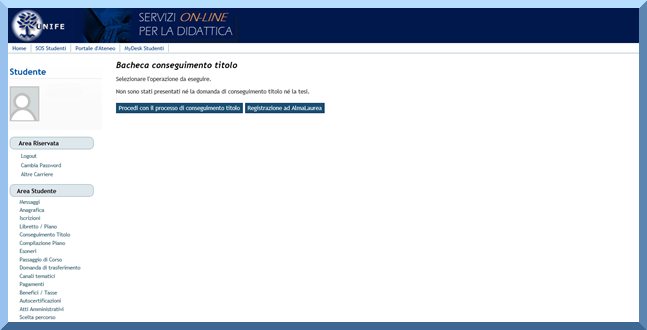 UNIFE
SERVIZI ON-LINE
PER LA DIDATTICA
Home SOS Studenti Portale d'Ateneo MyDesk Studenti
Studente
Bacheca conseguimento titolo
Selezionare l'operazione da eseguire.
Non sono stati presentati né la domanda di conseguimento titolo né la tesi.
Procedi con il processo di conseguimento titolo Registrazione ad AlmaLaurea
Area Riservata
Logout
Cambia Password
Altre Carriere
Area Studente
Messaggi
Anagrafica
Iscrizioni
Libretto / Piano
Conseguimento Titolo
Compilazione Piano
Esoneri
Passaggio di Corso
Domanda di trasferimento
Canali tematici
Pagamenti
Benefici / Tasse
Autocertificazioni
Atti Amministrativi
Scelta percorso